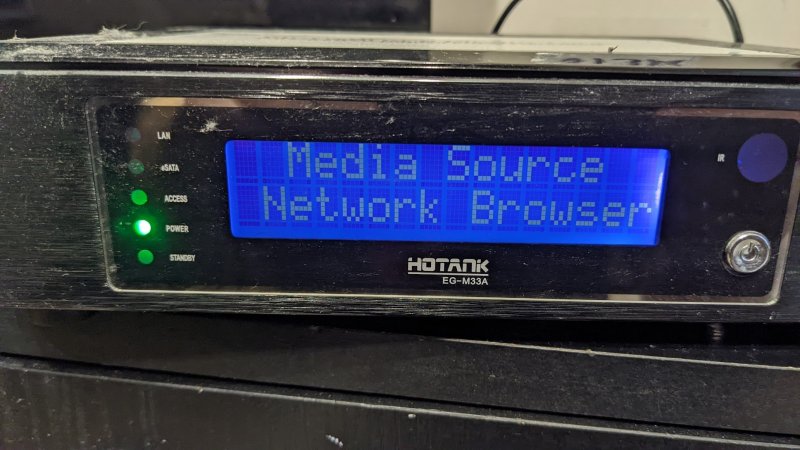 LAN
eSATA
ACCESS
POWER
STANDBY
Media Source
Network Browser
IR
HOTANK
EG-M33A